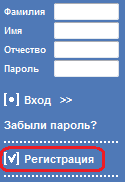 Фамилия
Имя
Отчество
Пароль
[•] Вход >>
Забыли пароль?
[✓] Регистрация